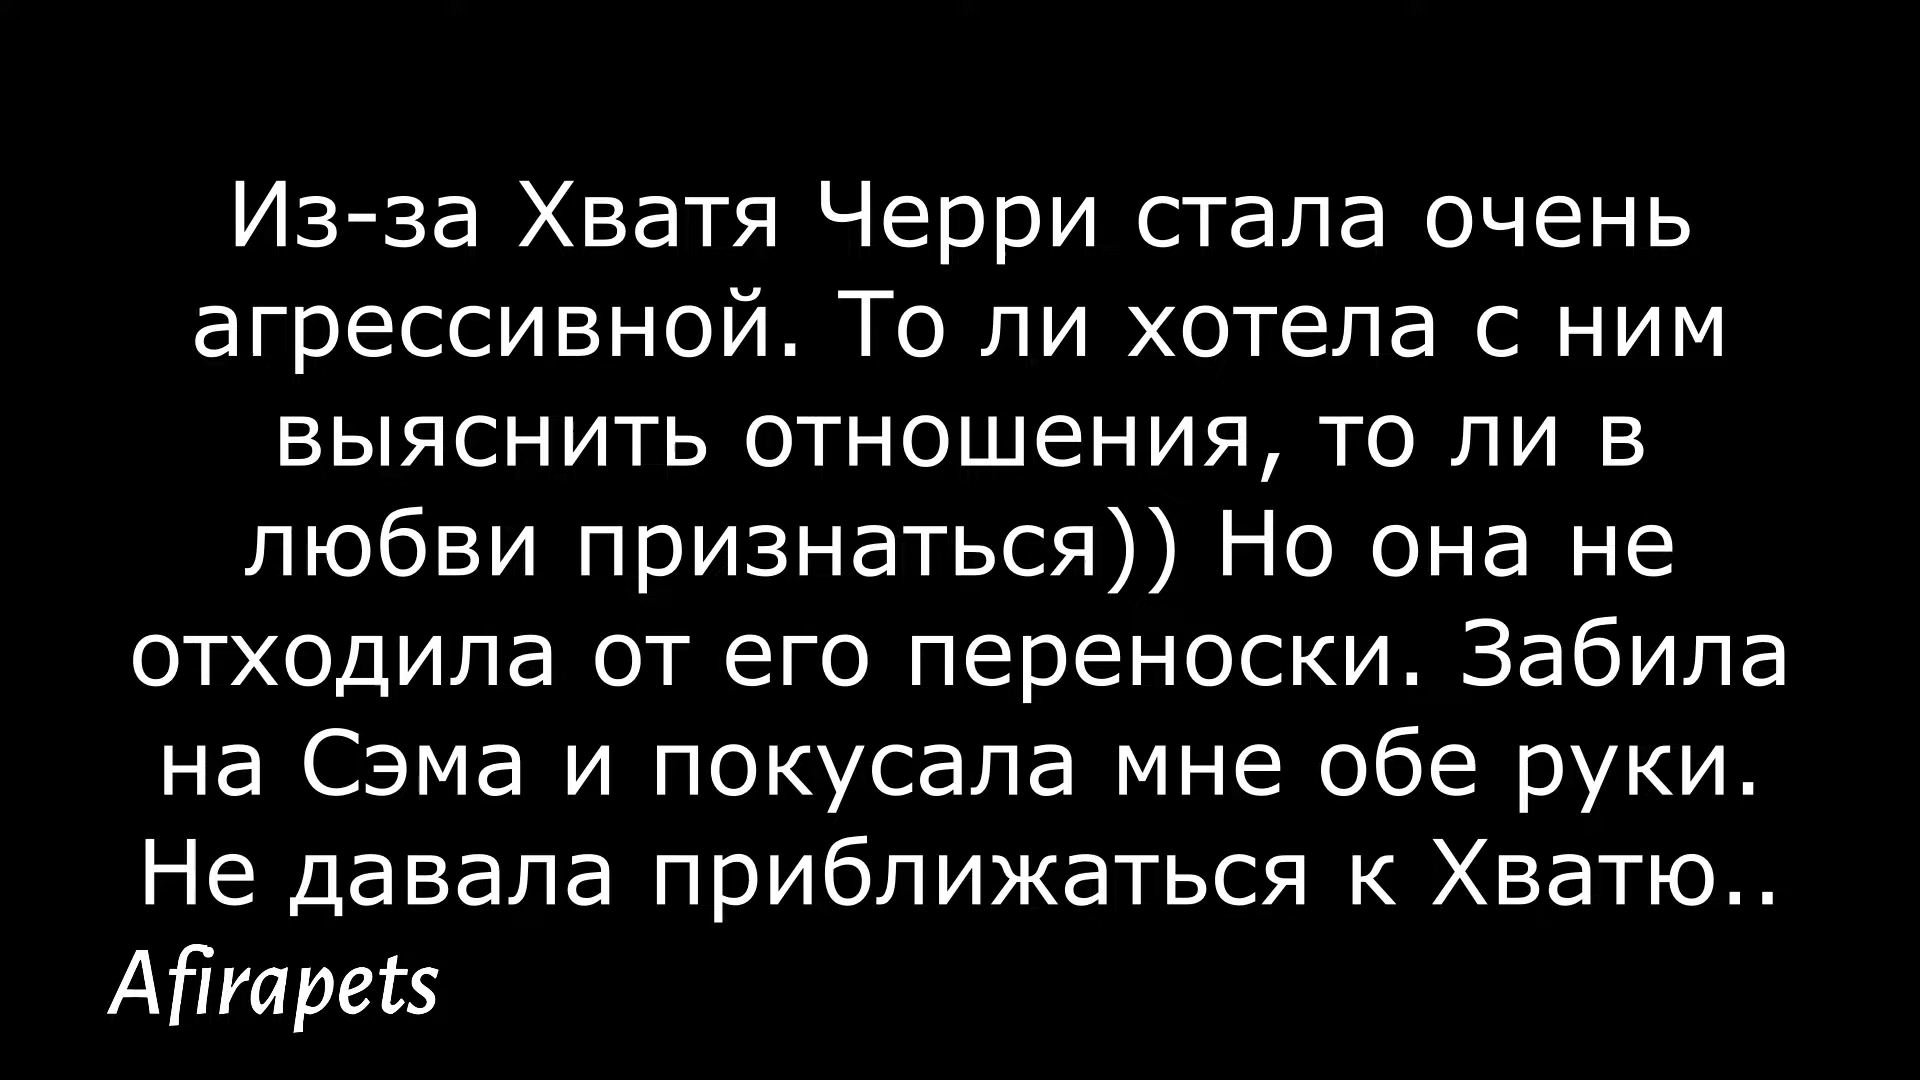 Из-за Хватя Черри стала очень
агрессивной. То ли хотела с ним
выяснить отношения, то ли в
любви признаться)) Но она не
отходила от его переноски. Забила
на Сэма и покусала мне обе руки.
Не давала приближаться к Хватю..
Afirapets